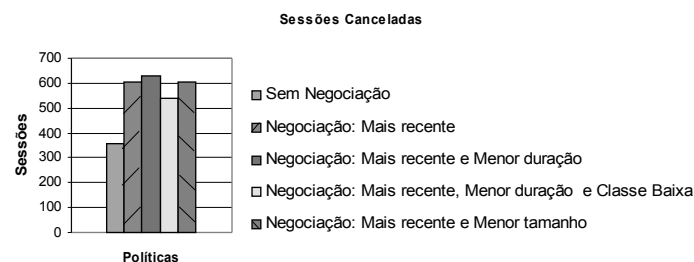 Sessões Canceladas
700
600
500
400
300
200
100
0
Sessões
Políticas
Sem Negociação
Negociação: Mais recente
Negociação: Mais recente e Menor duração
Negociação: Mais recente, Menor duração e Classe Baixa
Negociação: Mais recente e Menor tamanho